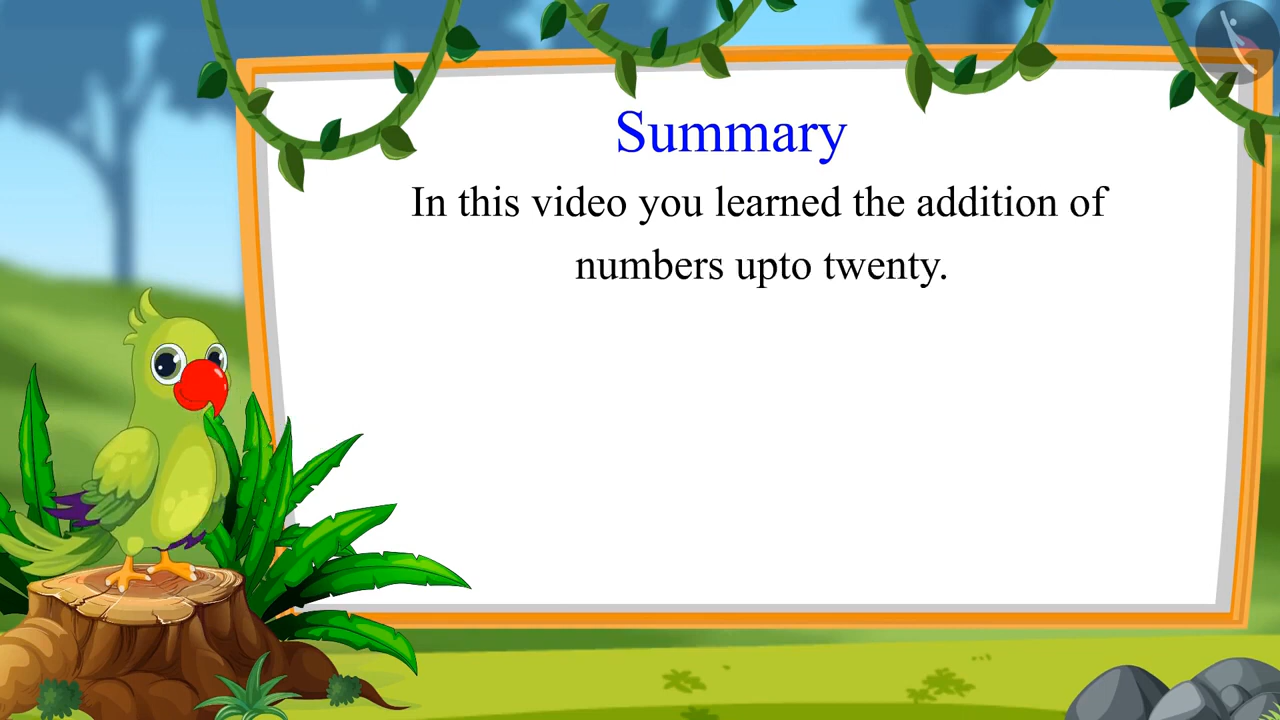 Summary
In this video you learned the addition of
numbers upto twenty.